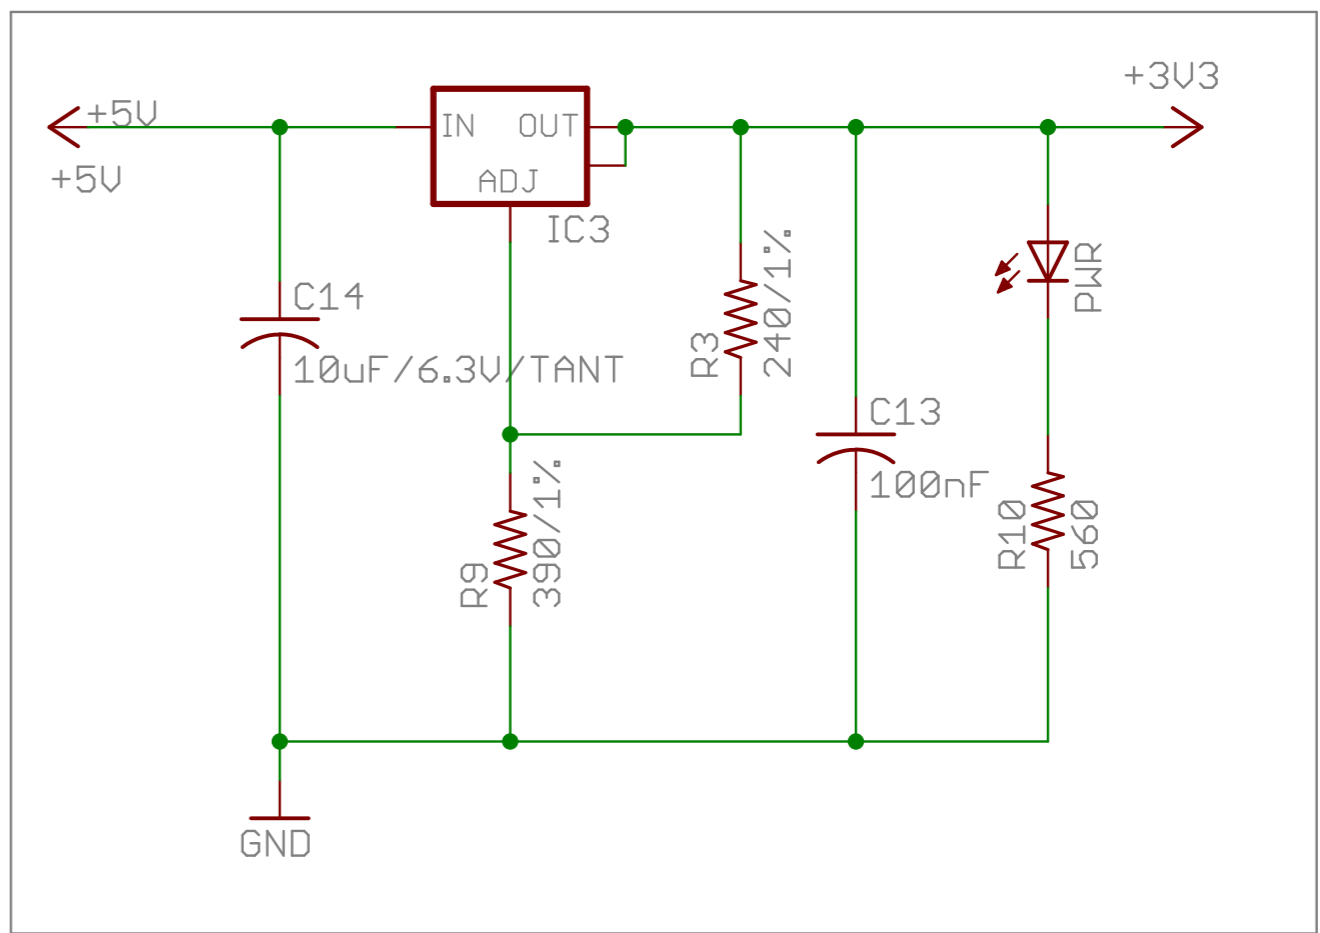 +3V3
+5V
IN
OUT
+5V
ADJ
IC3
240/1%
PWR
C14
R3
10uF/6.3V/TANT
C13
390/1%
100nF
R10
560
R9
GND